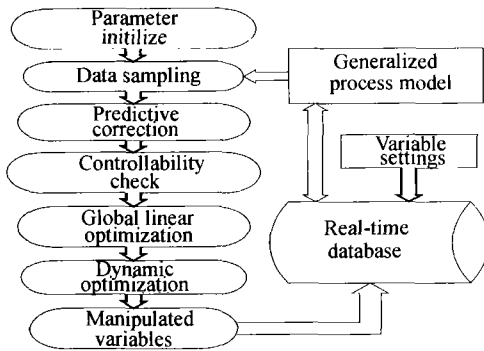 Parameter
initilize
Data sampling
Predictive
correction
Controllability
check
Global linear
optimization
Dynamic
optimization
Manipulated
variables
Generalized
process model
Variable
settings
Real-time
database